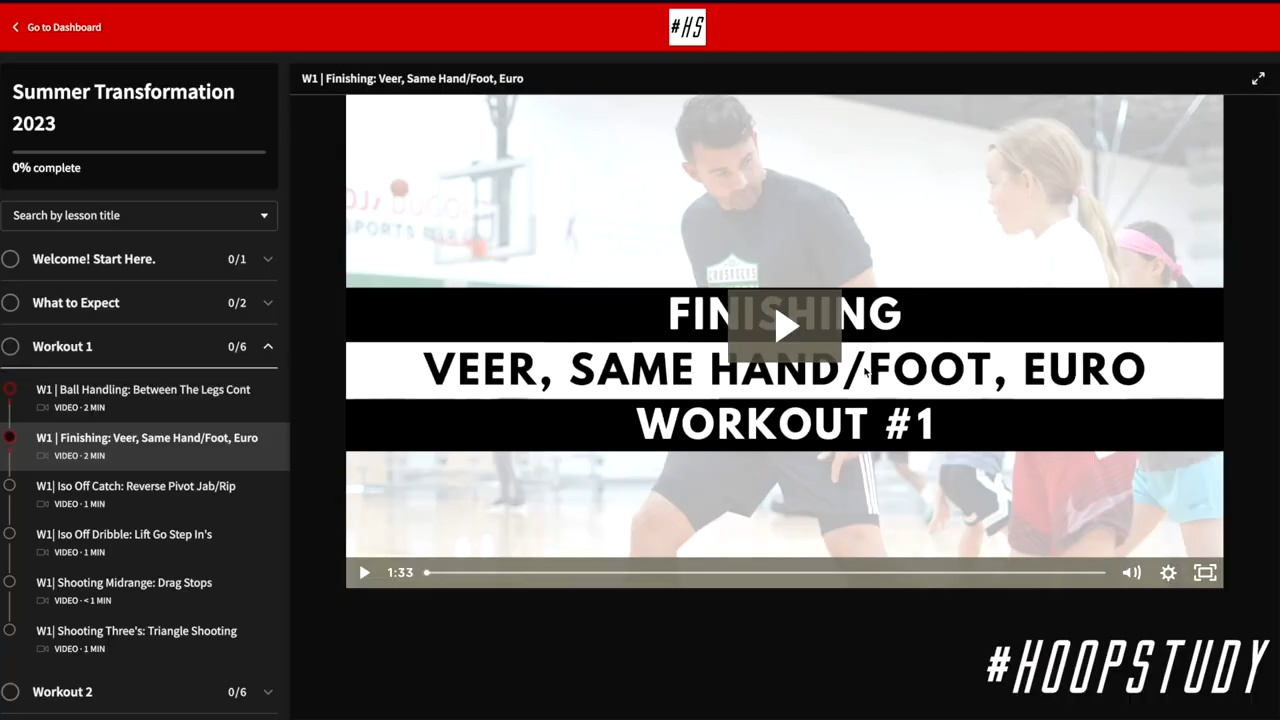 Go to Dashboard
#HS
Summer Transformation
2023
0% complete
Search by lesson title
Welcome! Start Here.
0/1
What to Expect
0/2
Workout 1
0/6
W1 | Ball Handling: Between The Legs Cont
VIDEO · 2 MIN
W1 | Finishing: Veer, Same Hand/Foot, Euro
VIDEO · 2 MIN
W1| Iso Off Catch: Reverse Pivot Jab/Rip
VIDEO · 1 MIN
W1| Iso Off Dribble: Lift Go Step In's
VIDEO · 1 MIN
W1| Shooting Midrange: Drag Stops
VIDEO · < 1 MIN
W1| Shooting Three's: Triangle Shooting
VIDEO · 1 MIN
Workout 2
0/6
W1 | Finishing: Veer, Same Hand/Foot, Euro
CRUSADERS
FINISHING
VEER, SAME HAND/FOOT, EURO
WORKOUT #1
1:33
#HOOPSTUDY